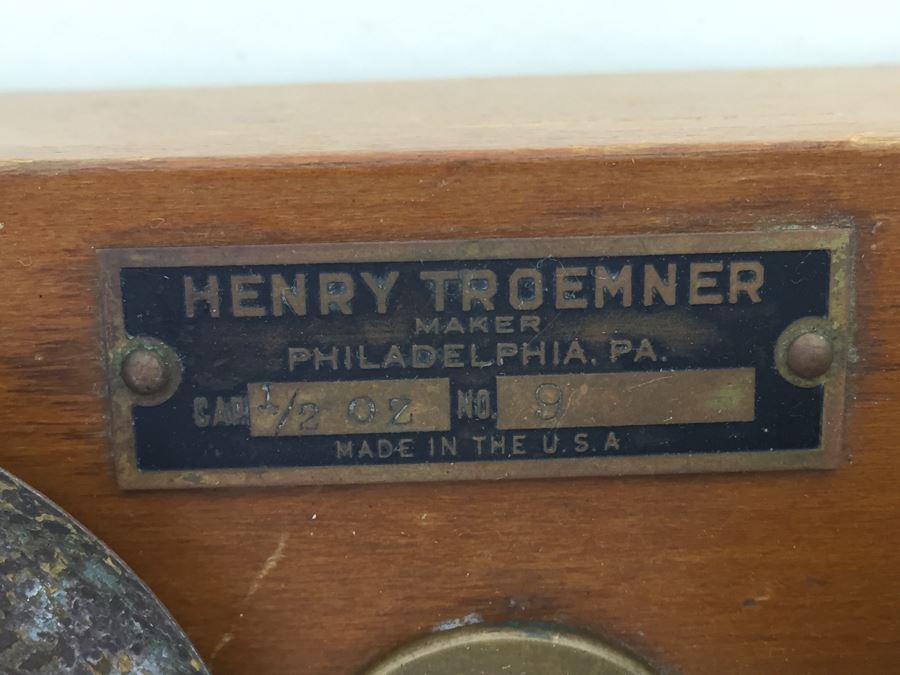 HENRY TROEMNER
MAKER
PHILADELPHIA, PA.
CAP. 1/2 OZ NO. 9
MADE IN THE U.S.A